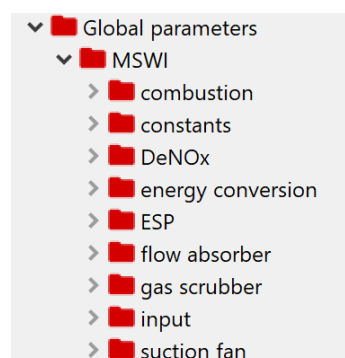 Global parameters
MSWI
combustion
constants
DeNOx
energy conversion
ESP
flow absorber
gas scrubber
input
suction fan